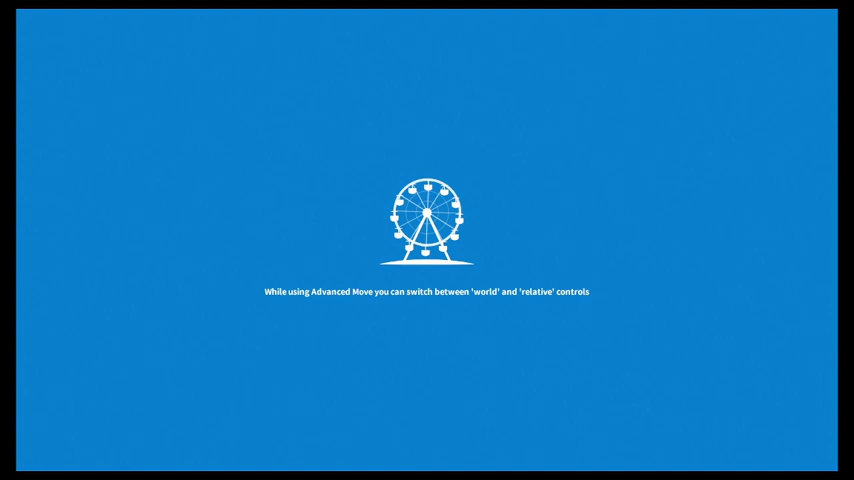 While using Advanced Move you can switch between 'world' and 'relative' controls